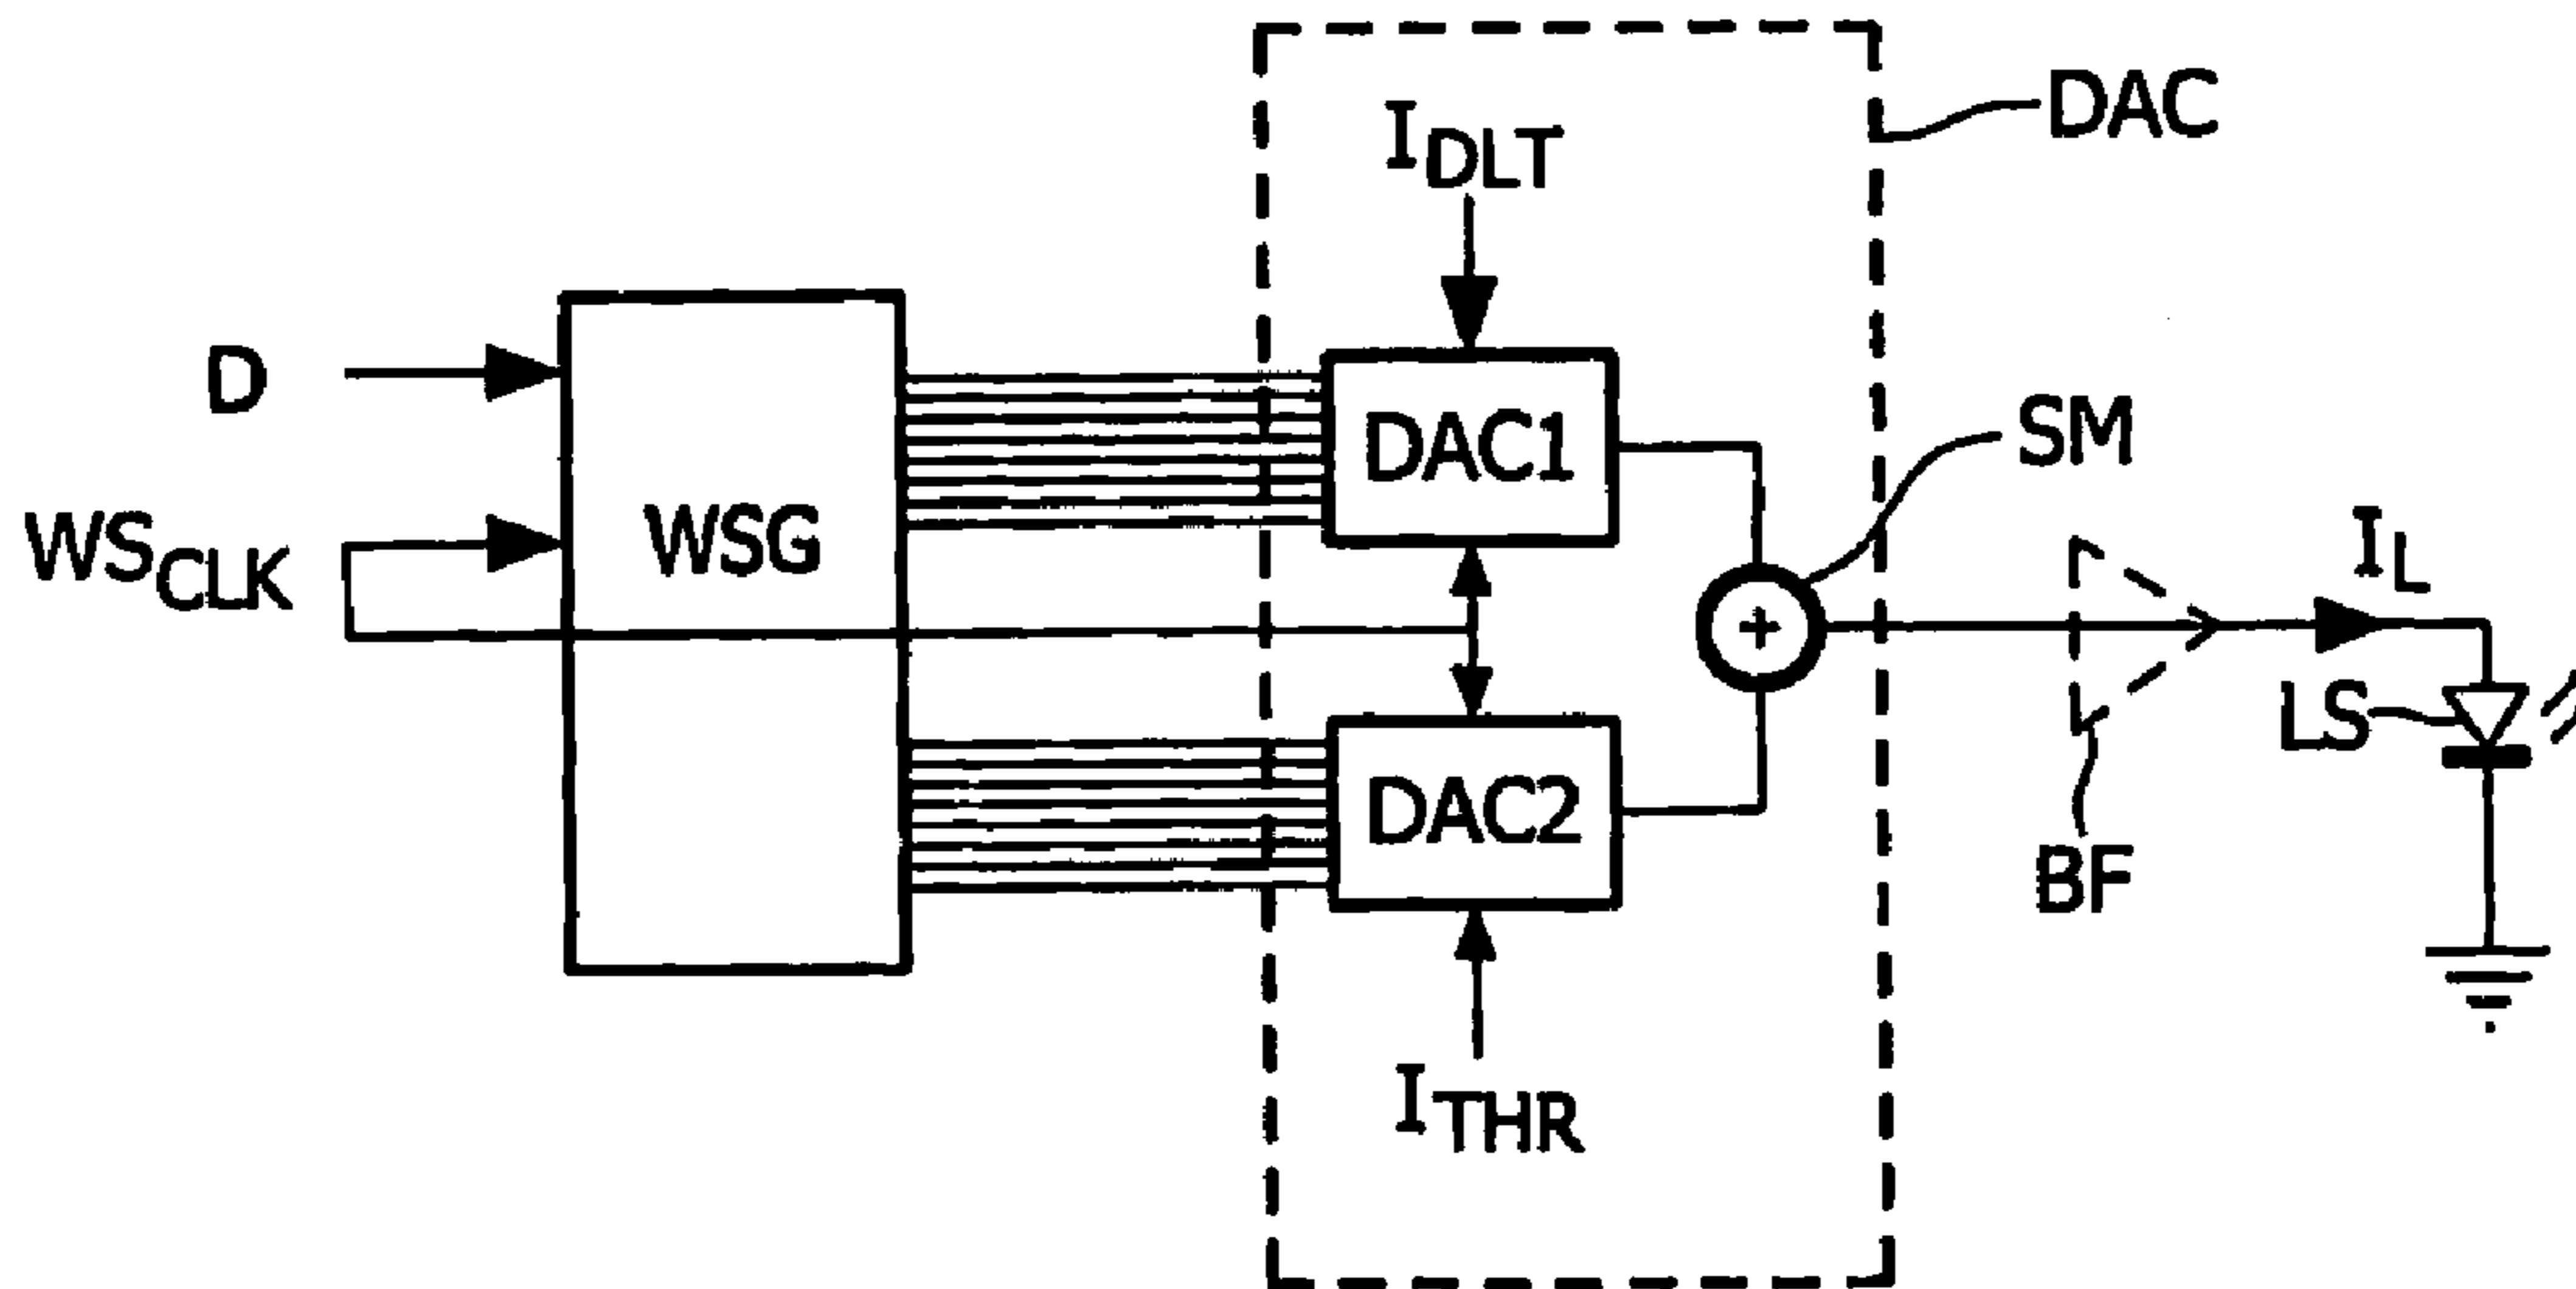 DAC
I_DLT
D
DAC1
SM
WS_CLK
WSG
I_L
+
LS
DAC2
BF
I_THR